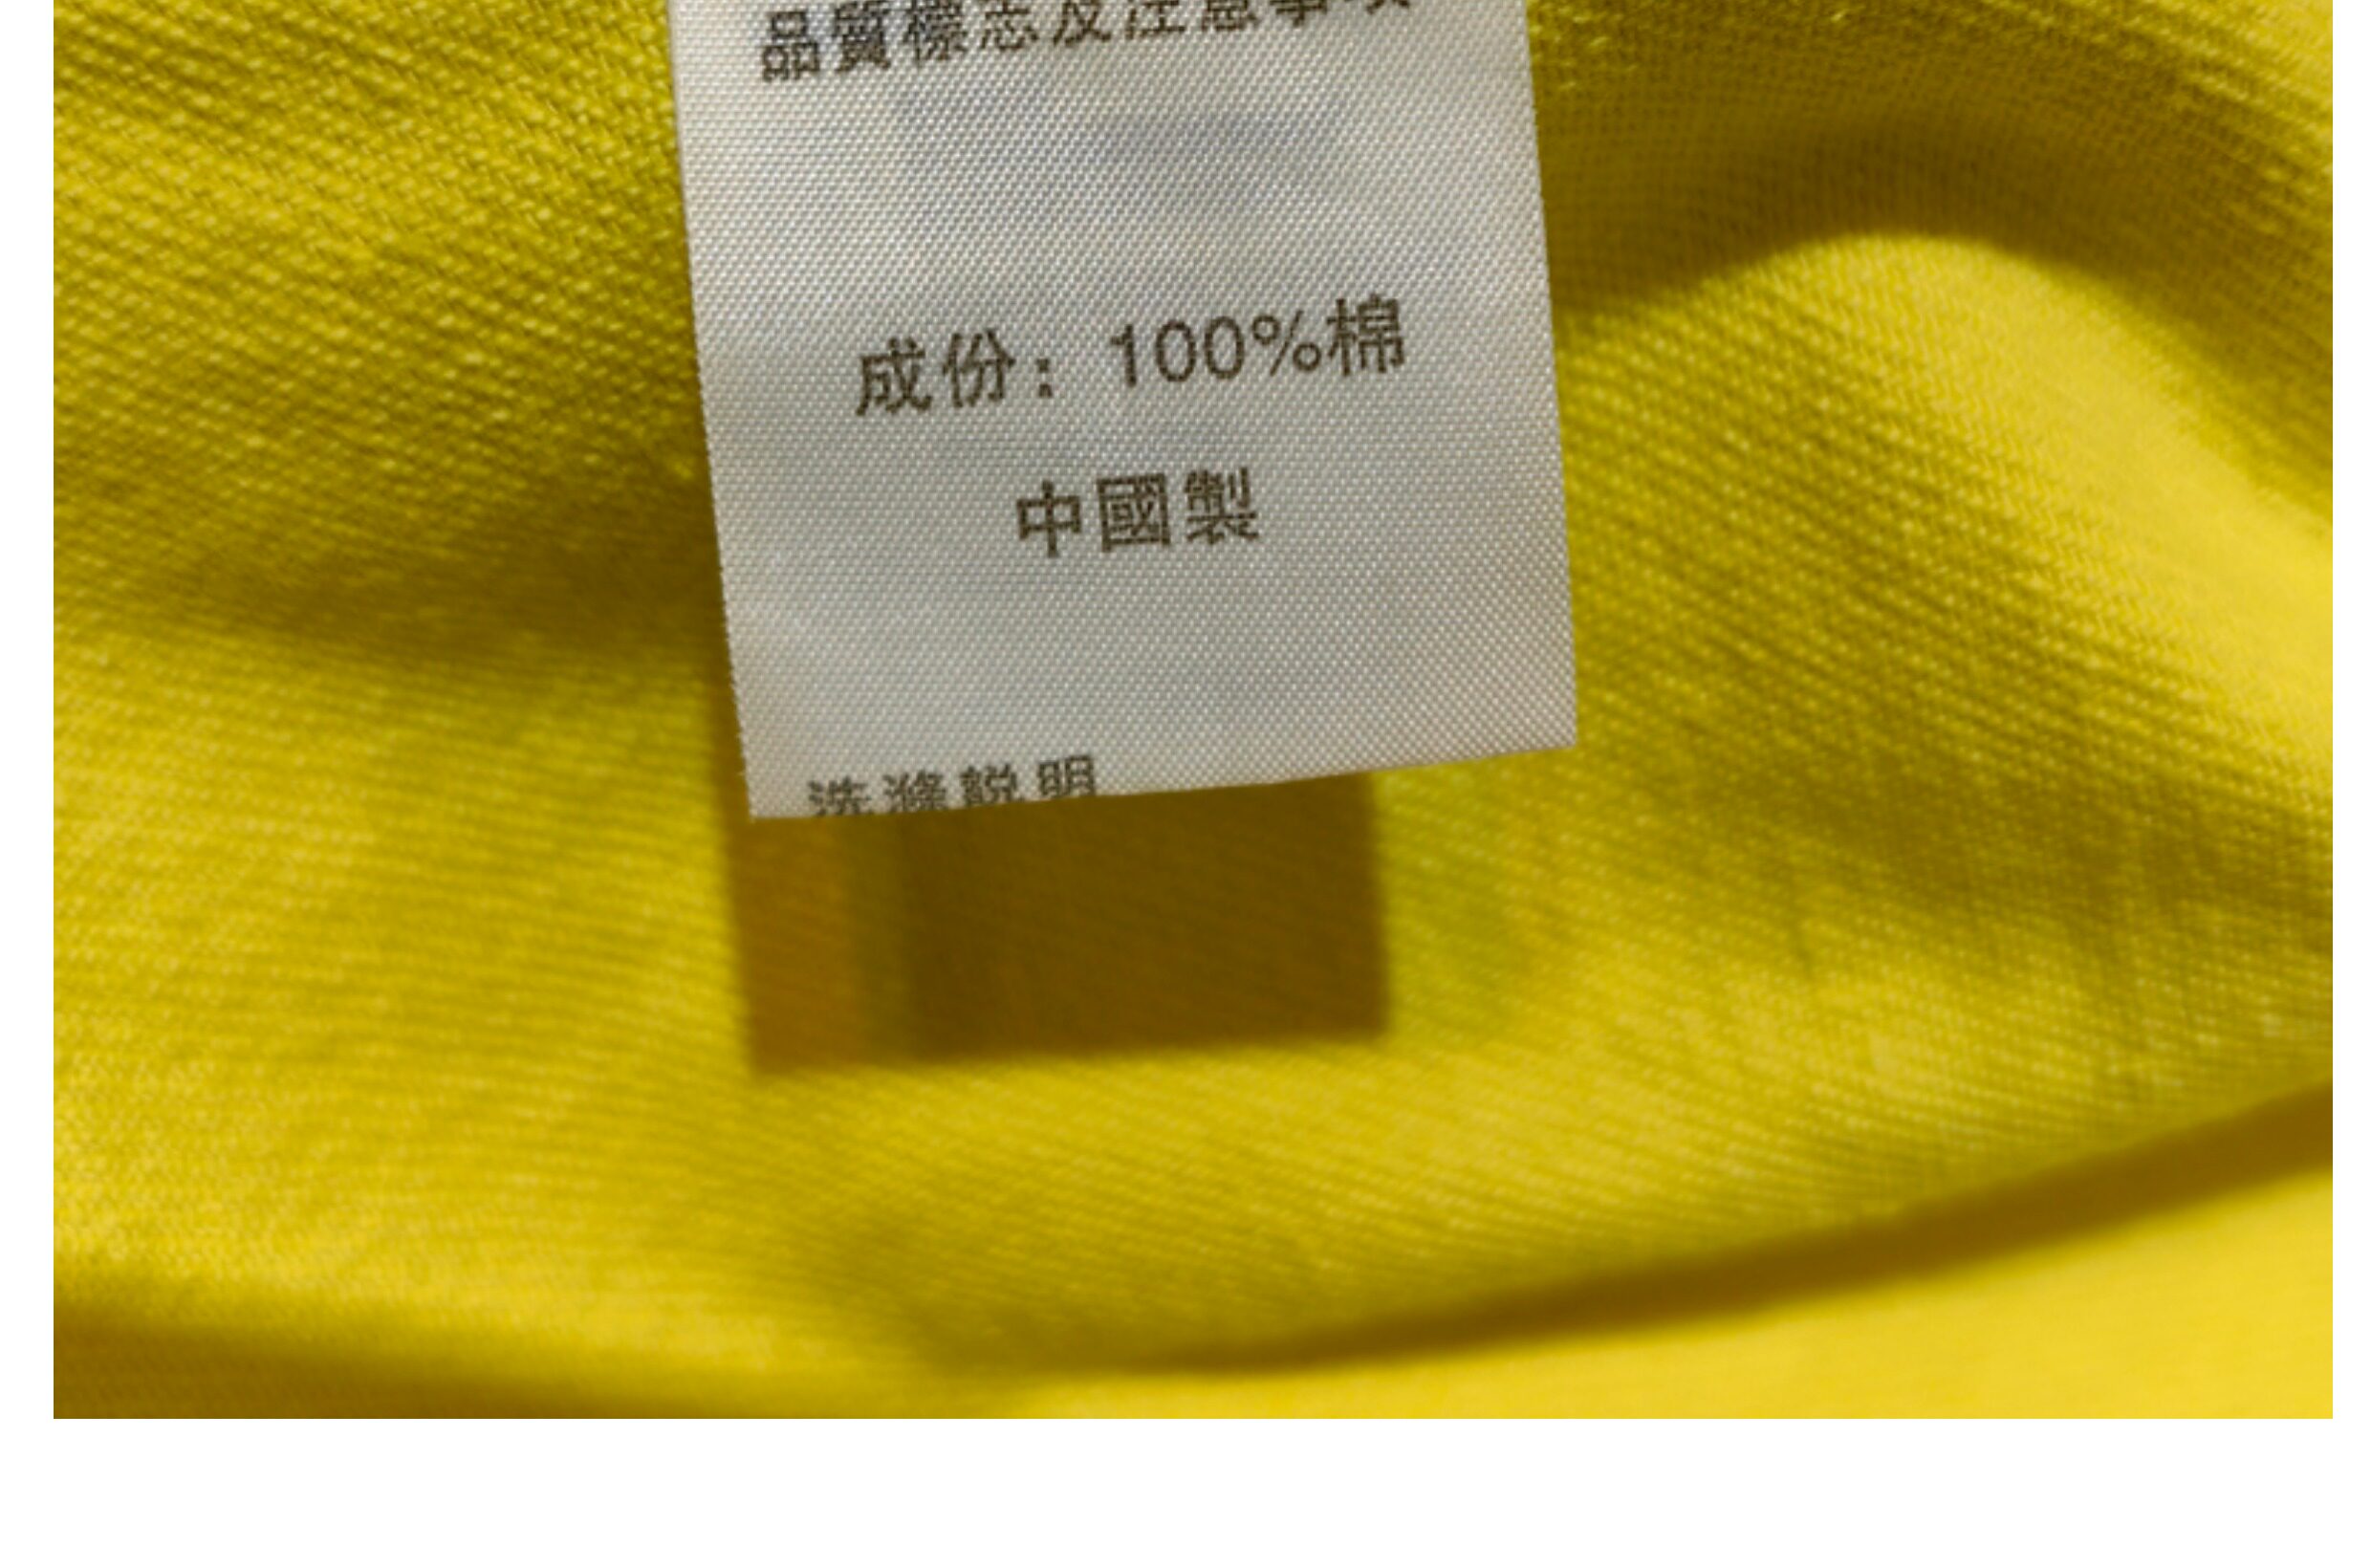 品質標志及注意事項
成份：100%棉
中國製
洗滌説明